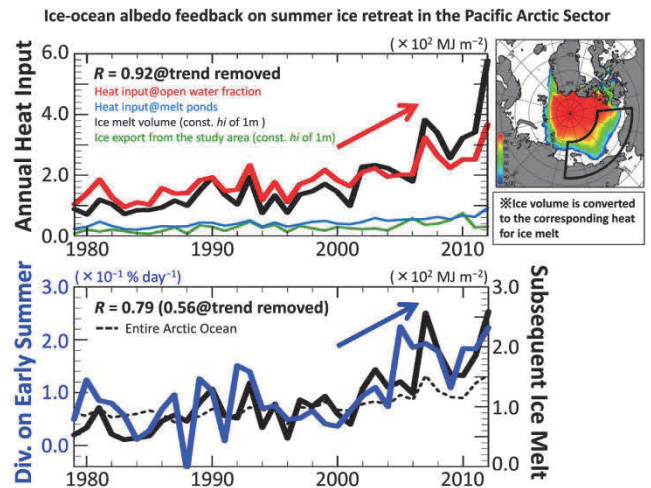 Ice-ocean albedo feedback on summer ice retreat in the Pacific Arctic Sector
(×10² MJ m⁻²)
6.0
4.0
2.0
0.0
Annual Heat Input
R = 0.92@trend removed
Heat input@open water fraction
Heat input@melt ponds
Ice melt volume (const. hi of 1m)
Ice export from the study area (const. hi of 1m)
1980 1990 2000 2010
※Ice volume is converted
to the corresponding heat
for ice melt
(×10⁻¹ % day⁻¹) (×10² MJ m⁻²)
3.0
2.0
1.0
0.0
Div. on Early Summer
R = 0.79 (0.56@trend removed)
Entire Arctic Ocean
3.0
2.0
1.0
0.0
Subsequent Ice Melt
1980 1990 2000 2010